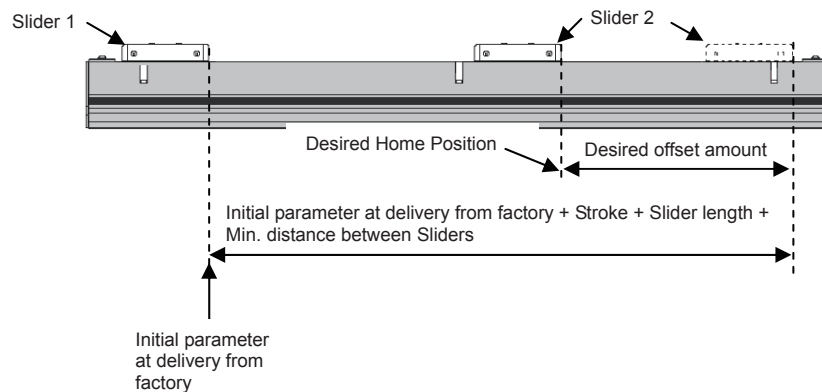 Slider 1
Slider 2
Desired Home Position
Desired offset amount
Initial parameter at delivery from factory + Stroke + Slider length +
Min. distance between Sliders
Initial parameter
at delivery from
factory